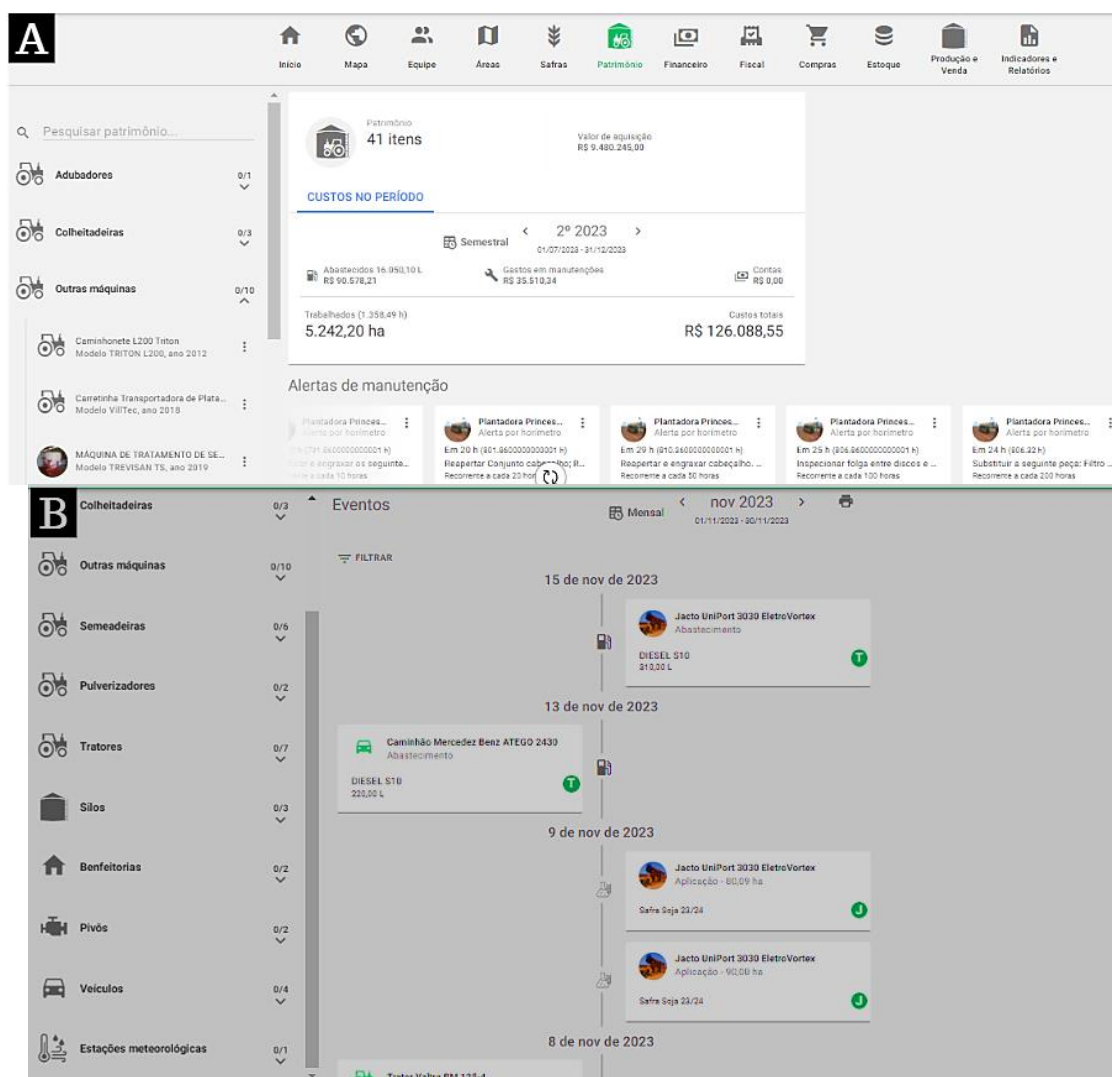 A
Início Mapa Equipe Áreas Safras Patrimônio Financeiro Fiscal Compras Estoque Produção e Venda Indicadores e Relatórios
Pesquisar patrimônio...
Adubadores 0/1
Colheitadeiras 0/3
Outras máquinas 0/10
Caminhonete L200 Triton
Modelo TRITON L200, ano 2012
Carretinha Transportadora de Plata...
Modelo VillTec, ano 2018
MÁQUINA DE TRATAMENTO DE SE...
Modelo TREVISAN TS, ano 2019
Patrimônio
41 itens
Valor de aquisição
R$ 9.480.245,00
CUSTOS NO PERÍODO
Semestral
2º 2023
01/07/2023 - 31/12/2023
Abastecidos 16.050,10 L
R$ 90.578,21
Gastos em manutenções
R$ 35.510,34
Contas
R$ 0,00
Trabalhados (1.358,49 h)
5.242,20 ha
Custos totais
R$ 126.088,55
Alertas de manutenção
Plantadora Princes...
Alerta por horímetro
e engraxar os seguinte...
a cada 10 horas
Plantadora Princes...
Alerta por horímetro
Em 20 h (801.8600000000001 h)
Reapertar Conjunto
Recorrente a cada 20
Plantadora Princes...
Alerta por horímetro
Em 29 h (810.8600000000001 h)
Reapertar e engraxar cabeçalho. ...
Recorrente a cada 50 horas
Plantadora Princes...
Alerta por horímetro
Em 25 h (806.8600000000001 h)
Inspecionar folga entre discos e ...
Recorrente a cada 100 horas
Plantadora Princes...
Alerta por horímetro
Em 24 h (806.32 h)
Substituir a seguinte peça: Filtro ...
Recorrente a cada 200 horas
B
Colheitadeiras 0/3
Outras máquinas 0/10
Semeadeiras 0/6
Pulverizadores 0/2
Tratores 0/7
Silos 0/3
Benfeitorias 0/2
Pivôs 0/2
Veículos 0/4
Estações meteorológicas 0/1
Eventos
Mensal
nov 2023
01/11/2023 - 30/11/2023
FILTRAR
15 de nov de 2023
Jacto UniPort 3030 EletroVortex
Abastecimento
DIESEL S10
310,00 L
T
13 de nov de 2023
Caminhão Mercedez Benz ATEGO 2430
Abastecimento
DIESEL S10
220,00 L
T
9 de nov de 2023
Jacto UniPort 3030 EletroVortex
Aplicação - 80,09 ha
Safra Soja 23/24
J
Jacto UniPort 3030 EletroVortex
Aplicação - 90,00 ha
Safra Soja 23/24
J
8 de nov de 2023